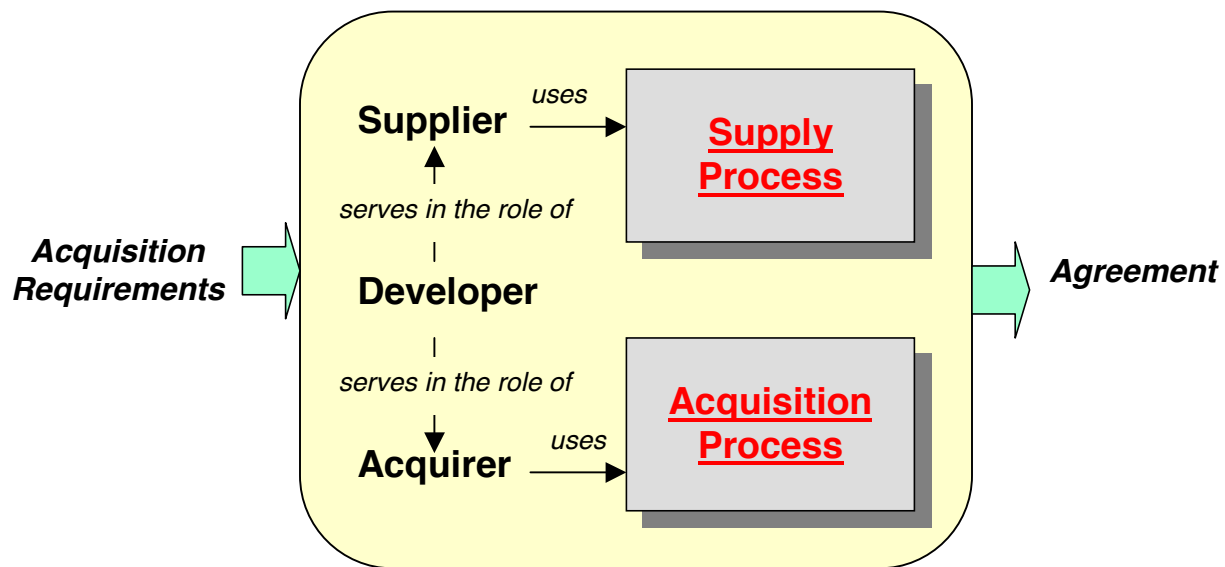 uses
Supplier
Supply
Process
serves in the role of
Acquisition
Requirements
Developer
Agreement
serves in the role of
Acquisition
Process
uses
Acquirer